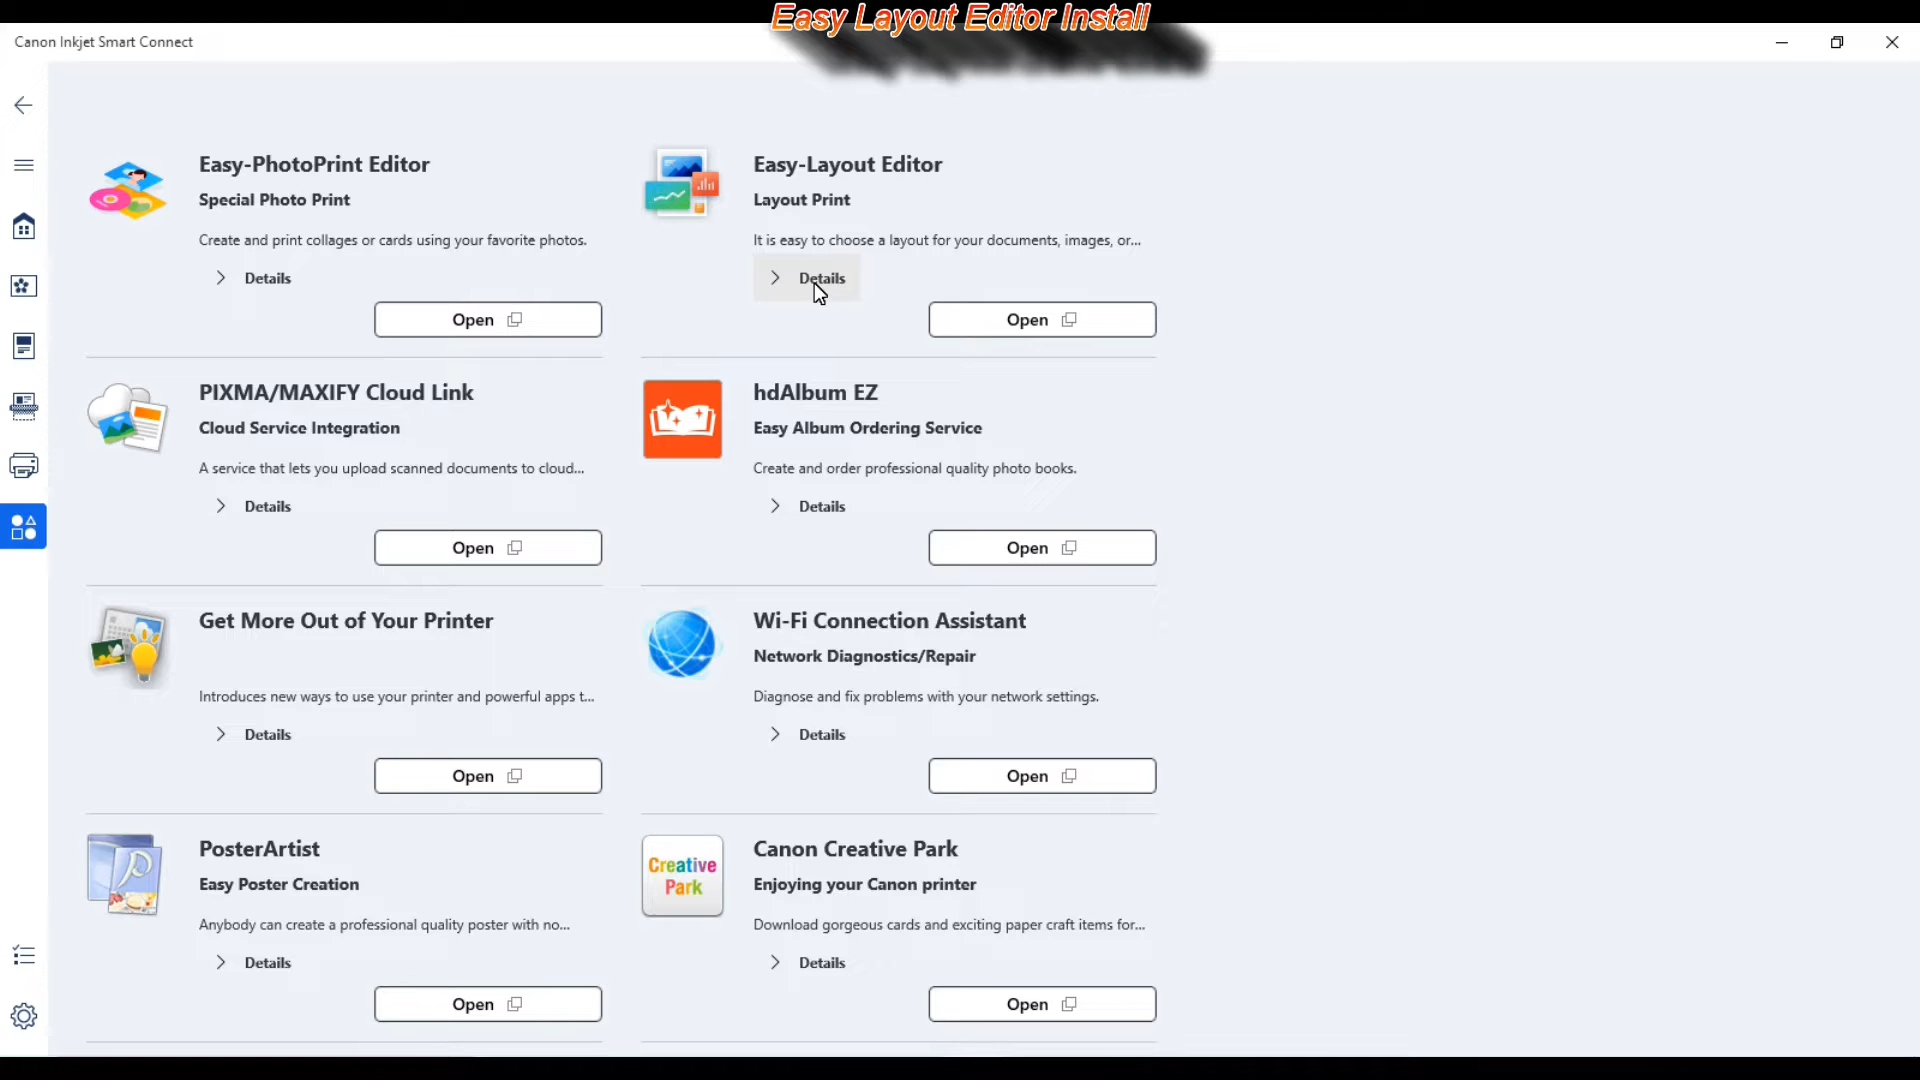 Easy Layout Editor Install
Canon Inkjet Smart Connect
Easy-PhotoPrint Editor
Special Photo Print
Create and print collages or cards using your favorite photos.
Details
Open
Easy-Layout Editor
Layout Print
It is easy to choose a layout for your documents, images, or...
Details
Open
PIXMA/MAXIFY Cloud Link
Cloud Service Integration
A service that lets you upload scanned documents to cloud...
Details
Open
hdAlbum EZ
Easy Album Ordering Service
Create and order professional quality photo books.
Details
Open
Get More Out of Your Printer
Introduces new ways to use your printer and powerful apps t...
Details
Open
Wi-Fi Connection Assistant
Network Diagnostics/Repair
Diagnose and fix problems with your network settings.
Details
Open
PosterArtist
Easy Poster Creation
Anybody can create a professional quality poster with no...
Details
Open
Creative
Park
Canon Creative Park
Enjoying your Canon printer
Download gorgeous cards and exciting paper craft items for...
Details
Open